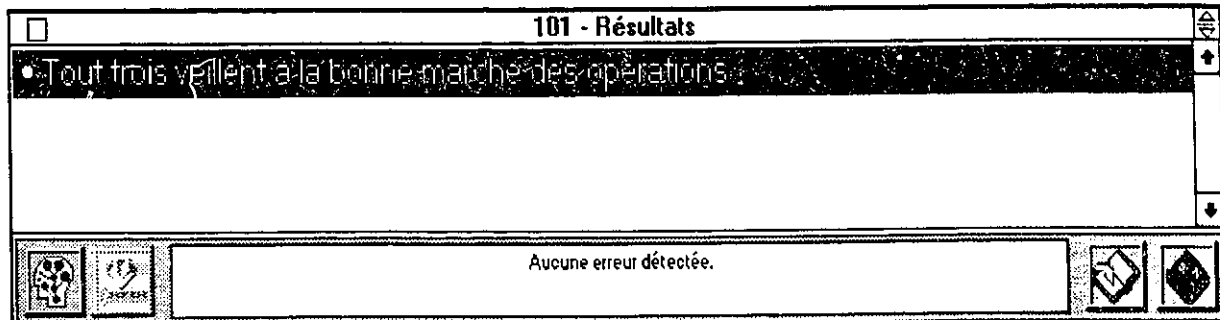 101 - Résultats
• Tout trois veillent à la bonne marche des opérations.
Aucune erreur détectée.